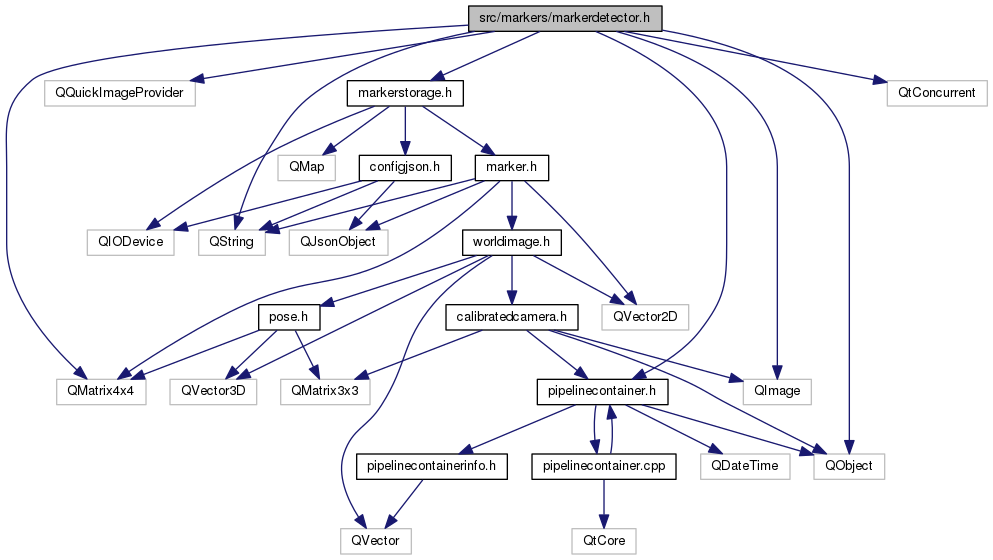 src/markers/markerdetector.h
QQuickImageProvider
markerstorage.h
QtConcurrent
QMap
configjson.h
marker.h
QIODevice
QString
QJsonObject
worldimage.h
pose.h
calibratedcamera.h
QVector2D
QMatrix4x4
QVector3D
QMatrix3x3
pipelinecontainer.h
QImage
pipelinecontainerinfo.h
pipelinecontainer.cpp
QDateTime
QObject
QVector
QtCore